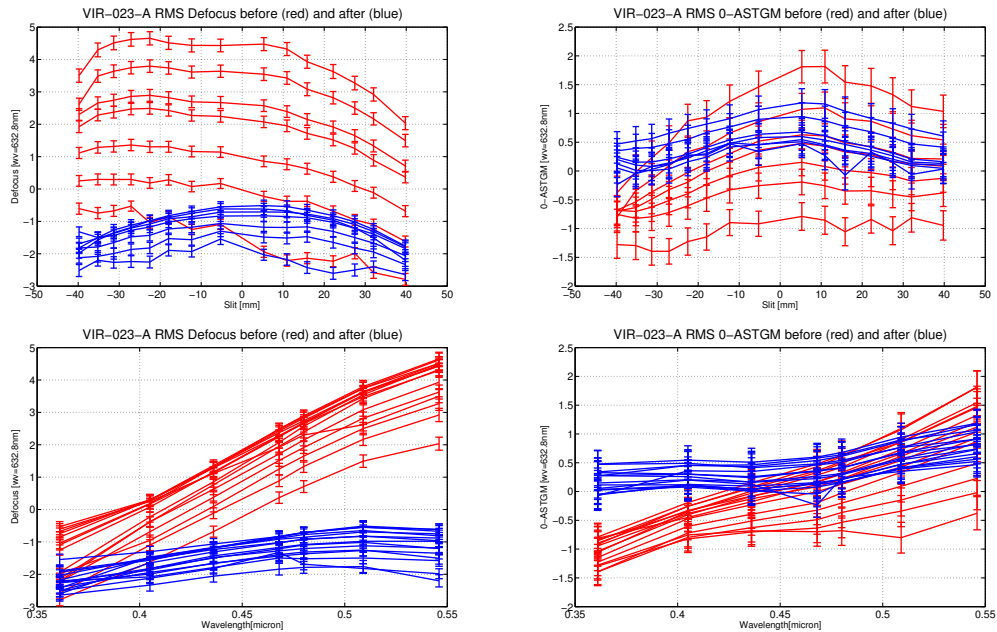 VIR−023−A RMS Defocus before (red) and after (blue)
Defocus [wv=632.8nm]
5
4
3
2
1
0
−1
−2
−3
−50 −40 −30 −20 −10 0 10 20 30 40 50
Slit [mm]
VIR−023−A RMS 0−ASTGM before (red) and after (blue)
0−ASTGM [wv=632.8nm]
2.5
2
1.5
1
0.5
0
−0.5
−1
−1.5
−2
−50 −40 −30 −20 −10 0 10 20 30 40 50
Slit [mm]
VIR−023−A RMS Defocus before (red) and after (blue)
Defocus [wv=632.8nm]
5
4
3
2
1
0
−1
−2
−3
0.35 0.4 0.45 0.5 0.55
Wavelength[micron]
VIR−023−A RMS 0−ASTGM before (red) and after (blue)
0−ASTGM [wv=632.8nm]
2.5
2
1.5
1
0.5
0
−0.5
−1
−1.5
−2
0.35 0.4 0.45 0.5 0.55
Wavelength[micron]